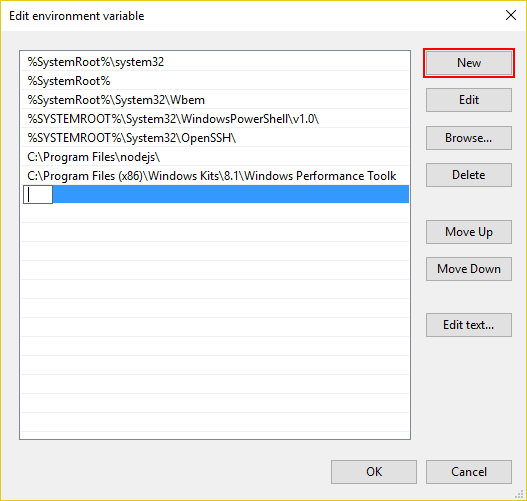 Edit environment variable
%SystemRoot%\system32
%SystemRoot%
%SystemRoot%\System32\Wbem
%SYSTEMROOT%\System32\WindowsPowerShell\v1.0\
%SYSTEMROOT%\System32\OpenSSH\
C:\Program Files\nodejs\
C:\Program Files (x86)\Windows Kits\8.1\Windows Performance Toolk
New
Edit
Browse...
Delete
Move Up
Move Down
Edit text...
OK
Cancel